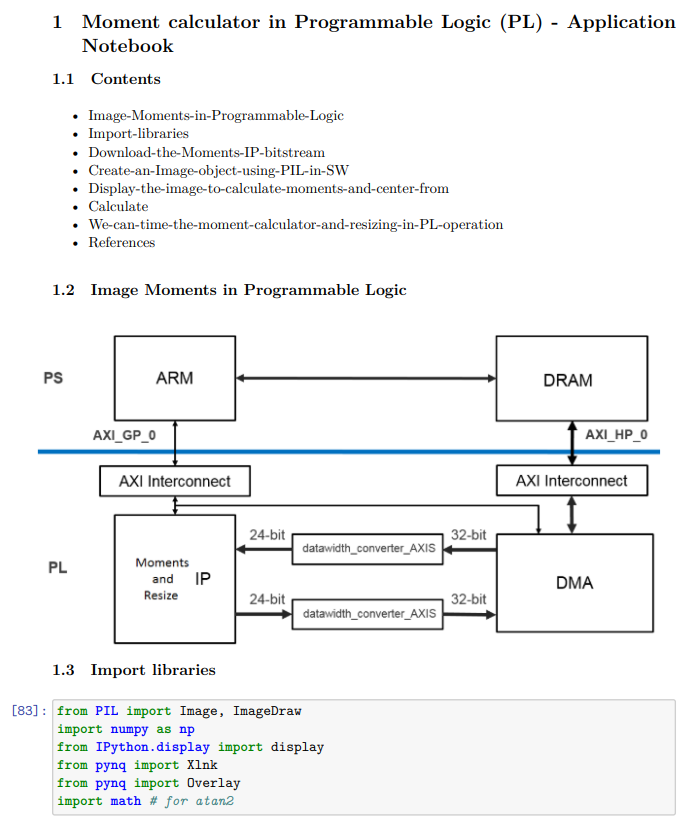 1 Moment calculator in Programmable Logic (PL) - Application
Notebook
1.1 Contents
• Image-Moments-in-Programmable-Logic
• Import-libraries
• Download-the-Moments-IP-bitstream
• Create-an-Image-object-using-PIL-in-SW
• Display-the-image-to-calculate-moments-and-center-from
• Calculate
• We-can-time-the-moment-calculator-and-resizing-in-PL-operation
• References
1.2 Image Moments in Programmable Logic
PS
ARM
DRAM
AXI_GP_0
AXI_HP_0
AXI Interconnect
AXI Interconnect
PL
Moments
and
Resize
IP
24-bit
datawidth_converter_AXIS
32-bit
24-bit
datawidth_converter_AXIS
32-bit
DMA
1.3 Import libraries
[83]: from PIL import Image, ImageDraw
import numpy as np
from IPython.display import display
from pynq import Xlnk
from pynq import Overlay
import math # for atan2